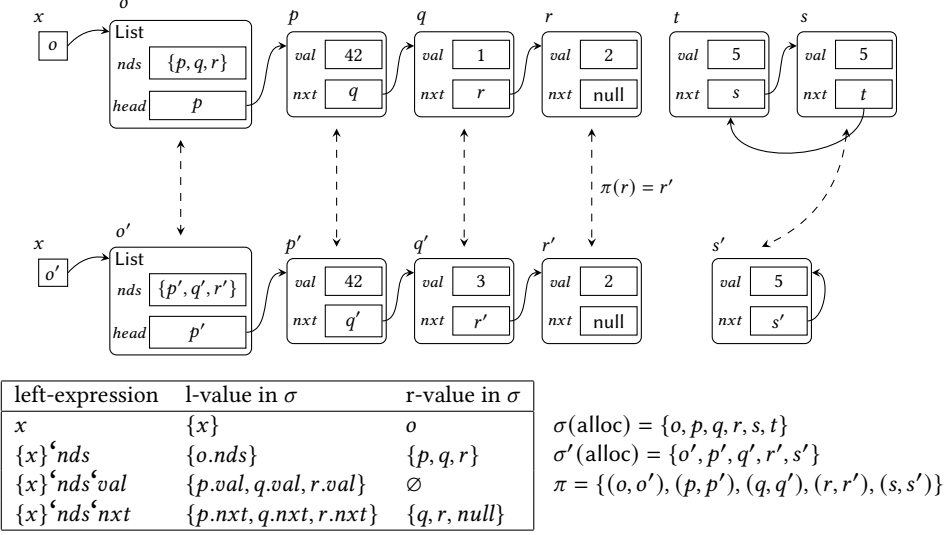 x o p q r t s
List
o nds {p, q, r} val 42 val 1 val 2 val 5 val 5
head p nxt q nxt r nxt null nxt s nxt t
π(r) = r′
x o′ p′ q′ r′ s′
List
o′ nds {p′, q′, r′} val 42 val 3 val 2 val 5
head p′ nxt q′ nxt r′ nxt null nxt s′
left-expression l-value in σ r-value in σ
x {x} o
{x}‘nds {o.nds} {p, q, r}
{x}‘nds‘val {p.val, q.val, r.val} ∅
{x}‘nds‘nxt {p.nxt, q.nxt, r.nxt} {q, r, null}
σ(alloc) = {o, p, q, r, s, t}
σ′(alloc) = {o′, p′, q′, r′, s′}
π = {(o, o′), (p, p′), (q, q′), (r, r′), (s, s′)}